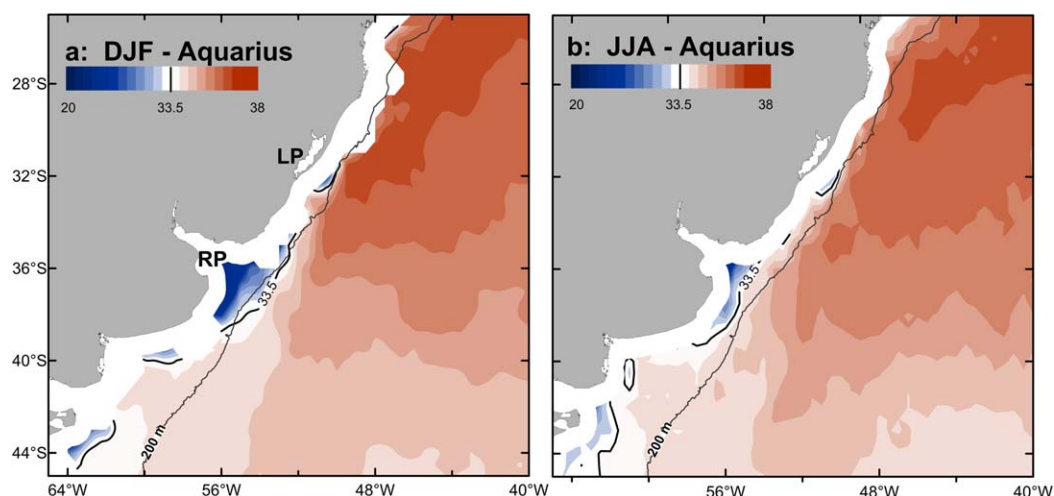 a: DJF - Aquarius
20 33.5 38
28°S
LP
32°S
RP
36°S
33.5
40°S
200 m
44°S
64°W 56°W 48°W 40°W
b: JJA - Aquarius
20 33.5 38
33.5
200 m
56°W 48°W 40°W